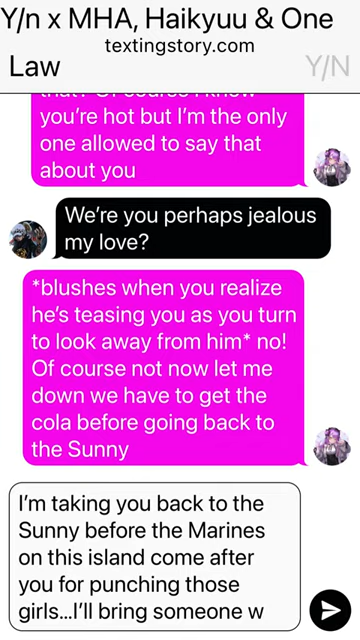 Y/n x MHA, Haikyuu & One
textingstory.com
Law
Y/N
that? Of course I know
you're hot but I'm the only
one allowed to say that
about you
We're you perhaps jealous
my love?
*blushes when you realize
he's teasing you as you turn
to look away from him* no!
Of course not now let me
down we have to get the
cola before going back to
the Sunny
I'm taking you back to the
Sunny before the Marines
on this island come after
you for punching those
girls...I'll bring someone w